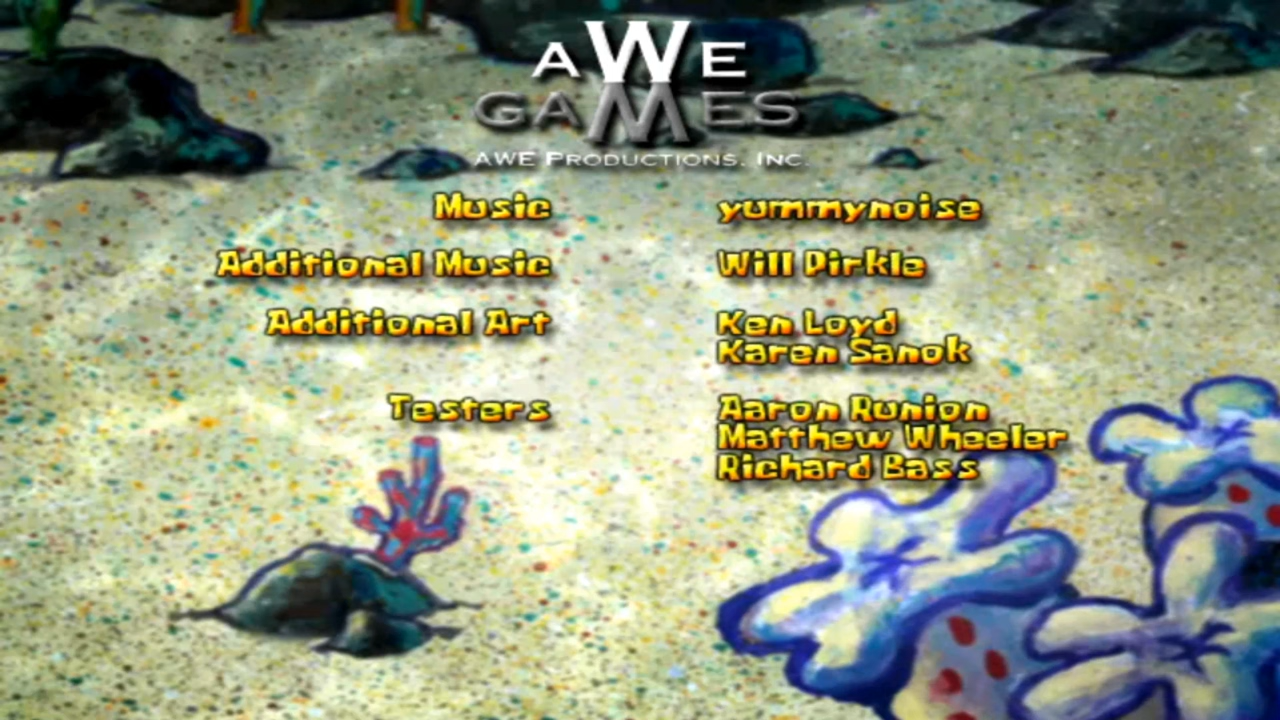 AWE
GAMES
AWE PRODUCTIONS, INC.
Music yummynoise
Additional Music Will Pirkle
Additional Art Ken Loyd
Karen Sanok
Testers Aaron Runion
Matthew Wheeler
Richard Bass